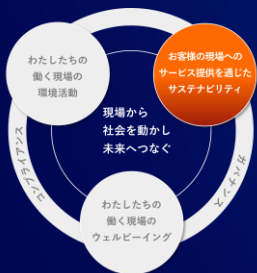 わたしたちの
働く現場の
環境活動
お客様の現場への
サービス提供を通じた
サステナビリティ
現場から
社会を動かし
未来へつなぐ
コンプライアンス
ガバナンス
わたしたちの
働く現場の
ウェルビーイング